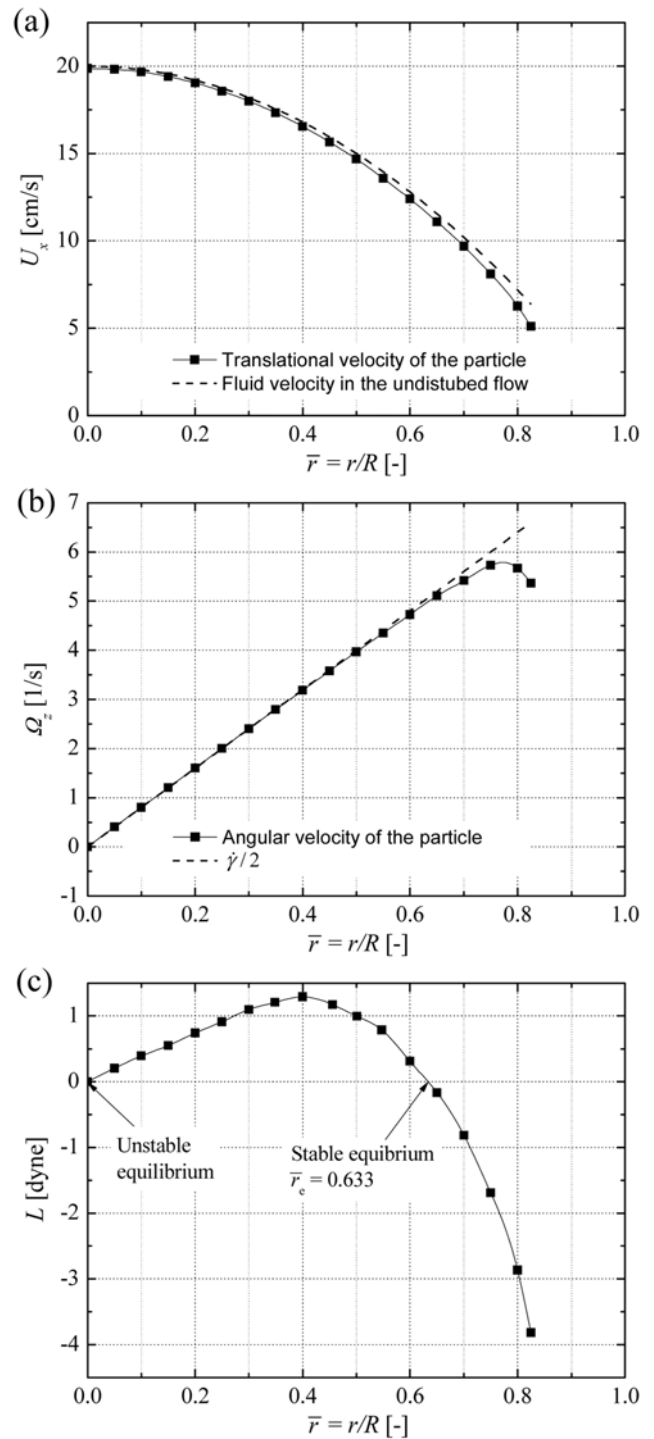 (a)
20
15
10
5
0
U_x [cm/s]
Translational velocity of the particle
Fluid velocity in the undistubed flow
0.0 0.2 0.4 0.6 0.8 1.0
r̅ = r/R [-]
(b)
7
6
5
4
3
2
1
0
-1
Ω_z [1/s]
Angular velocity of the particle
γ̇/2
0.0 0.2 0.4 0.6 0.8 1.0
r̅ = r/R [-]
(c)
1
0
-1
-2
-3
-4
L [dyne]
Unstable
equilibrium
Stable equibrium
r̅_e = 0.633
0.0 0.2 0.4 0.6 0.8 1.0
r̅ = r/R [-]